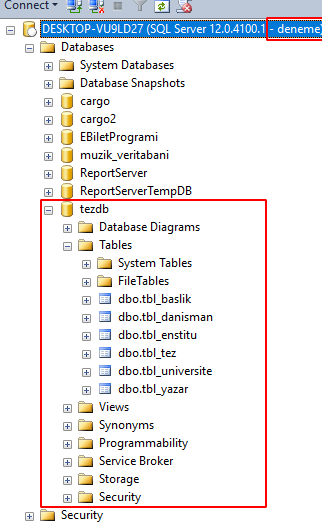 Connect
DESKTOP-VU9LD27 (SQL Server 12.0.4100.1 - deneme)
Databases
System Databases
Database Snapshots
cargo
cargo2
EBiletProgrami
muzik_veritabani
ReportServer
ReportServerTempDB
tezdb
Database Diagrams
Tables
System Tables
FileTables
dbo.tbl_baslik
dbo.tbl_danisman
dbo.tbl_enstitu
dbo.tbl_tez
dbo.tbl_universite
dbo.tbl_yazar
Views
Synonyms
Programmability
Service Broker
Storage
Security
Security